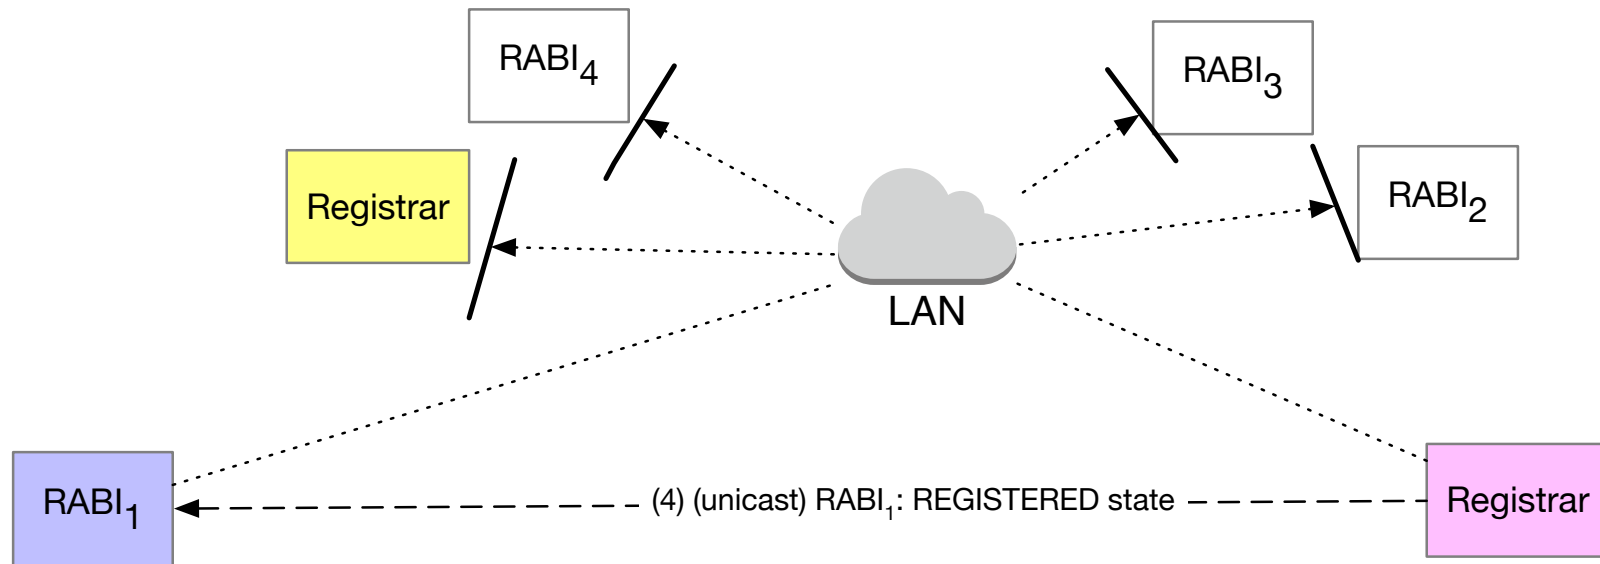 RABI₄
RABI₃
Registrar
RABI₂
LAN
RABI₁
(4) (unicast) RABI₁: REGISTERED state
Registrar